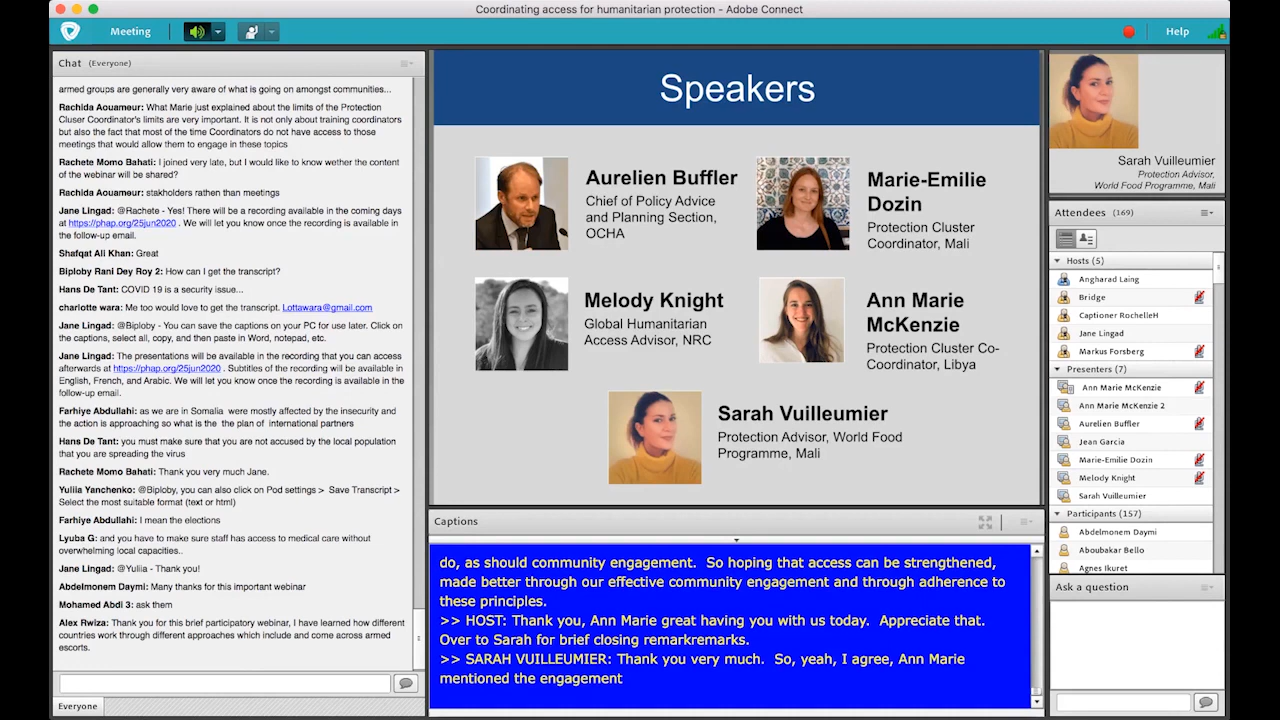 Coordinating access for humanitarian protection - Adobe Connect
Meeting
Help
Chat (Everyone)
armed groups are generally very aware of what is going on amongst communities...
Rachida Aouameur: What Marie just explained about the limits of the Protection
Cluser Coordinator's limits are very important. It is not only about training coordinators
but also the fact that most of the time Coordinators do not have access to those
meetings that would allow them to engage in these topics
Rachete Momo Bahati: I joined very late, but I would like to know wether the content
of the webinar will be shared?
Rachida Aouameur: stakholders rathen than meetings
Jane Lingad: @Rachete - Yes! There will be a recording available in the coming days
at https://phap.org/25jun2020 . We will let you know once the recording is available in
the follow-up email.
Shafqat Ali Khan: Great
Biploby Rani Dey Roy 2: How can I get the transcript?
Hans De Tant: COVID 19 is a security issue...
charlotte wara: Me too would love to get the transcript. Lottawara@gmail.com
Jane Lingad: @Biploby - You can save the captions on your PC for use later. Click on
the captions, select all, copy, and then paste in Word, notepad, etc.
Jane Lingad: The presentations will be available in the recording that you can access
afterwards at https://phap.org/25jun2020 . Subtitles of the recording will be available in
English, French, and Arabic. We will let you know once the recording is available in the
follow-up email.
Farhiye Abdullahi: as we are in Somalia were mostly affected by the insecurity and
the action is approaching so what is the the plan of international partners
Hans De Tant: you must make sure that you are not accused by the local population
that you are spreading the virus
Rachete Momo Bahati: Thank you very much Jane.
Yuliia Yanchenko: @Biploby, you can also click on Pod settings > Save Transcript >
Select the most suitable format (text or html)
Farhiye Abdullahi: I mean the elections
Lyuba G: and you have to make sure staff has access to medical care without
overwhelming local capacities..
Jane Lingad: @Yuliia - Thank you!
Abdelmonem Daymi: Many thanks for this important webinar
Mohamed Abdi 3: ask them
Alex Rwiza: Thank you for this brief participatory webinar, I have learned how different
countries work through different approaches which include and come across armed
escorts.
Everyone
Speakers
Aurelien Buffler
Chief of Policy Advice
and Planning Section,
OCHA
Marie-Emilie
Dozin
Protection Cluster
Coordinator, Mali
Melody Knight
Global Humanitarian
Access Advisor, NRC
Ann Marie
McKenzie
Protection Cluster Co-
Coordinator, Libya
Sarah Vuilleumier
Protection Advisor, World Food
Programme, Mali
Captions
do, as should community engagement. So hoping that access can be strengthened,
made better through our effective community engagement and through adherence to
these principles.
>> HOST: Thank you, Ann Marie great having you with us today. Appreciate that.
Over to Sarah for brief closing remarkremarks.
>> SARAH VUILLEUMIER: Thank you very much. So, yeah, I agree, Ann Marie
mentioned the engagement
Sarah Vuilleumier
Protection Advisor,
World Food Programme, Mali
Attendees (169)
Hosts (5)
Angharad Laing
Bridge
Captioner RochelleH
Jane Lingad
Markus Forsberg
Presenters (7)
Ann Marie McKenzie
Ann Marie McKenzie 2
Aurelien Buffler
Jean Garcia
Marie-Emilie Dozin
Melody Knight
Sarah Vuilleumier
Participants (157)
Abdelmonem Daymi
Aboubakar Bello
Agnes Ikuret
Ask a question